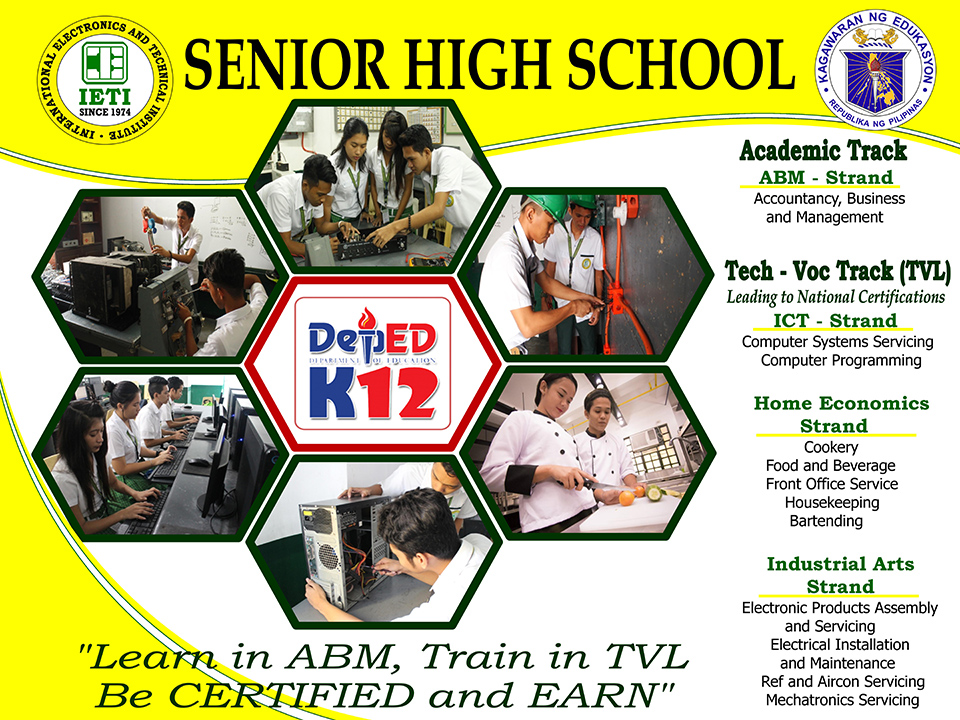 SENIOR HIGH SCHOOL
INTERNATIONAL ELECTRONICS AND TECHNICAL INSTITUTE
IETI
SINCE 1974
KAGAWARAN NG EDUKASYON
REPUBLIKA NG PILIPINAS
DepED
DEPARTMENT OF EDUCATION
K12
Academic Track
ABM - Strand
Accountancy, Business
and Management
Tech - Voc Track (TVL)
Leading to National Certifications
ICT - Strand
Computer Systems Servicing
Computer Programming
Home Economics
Strand
Cookery
Food and Beverage
Front Office Service
Housekeeping
Bartending
Industrial Arts
Strand
Electronic Products Assembly
and Servicing
Electrical Installation
and Maintenance
Ref and Aircon Servicing
Mechatronics Servicing
"Learn in ABM, Train in TVL
Be CERTIFIED and EARN"